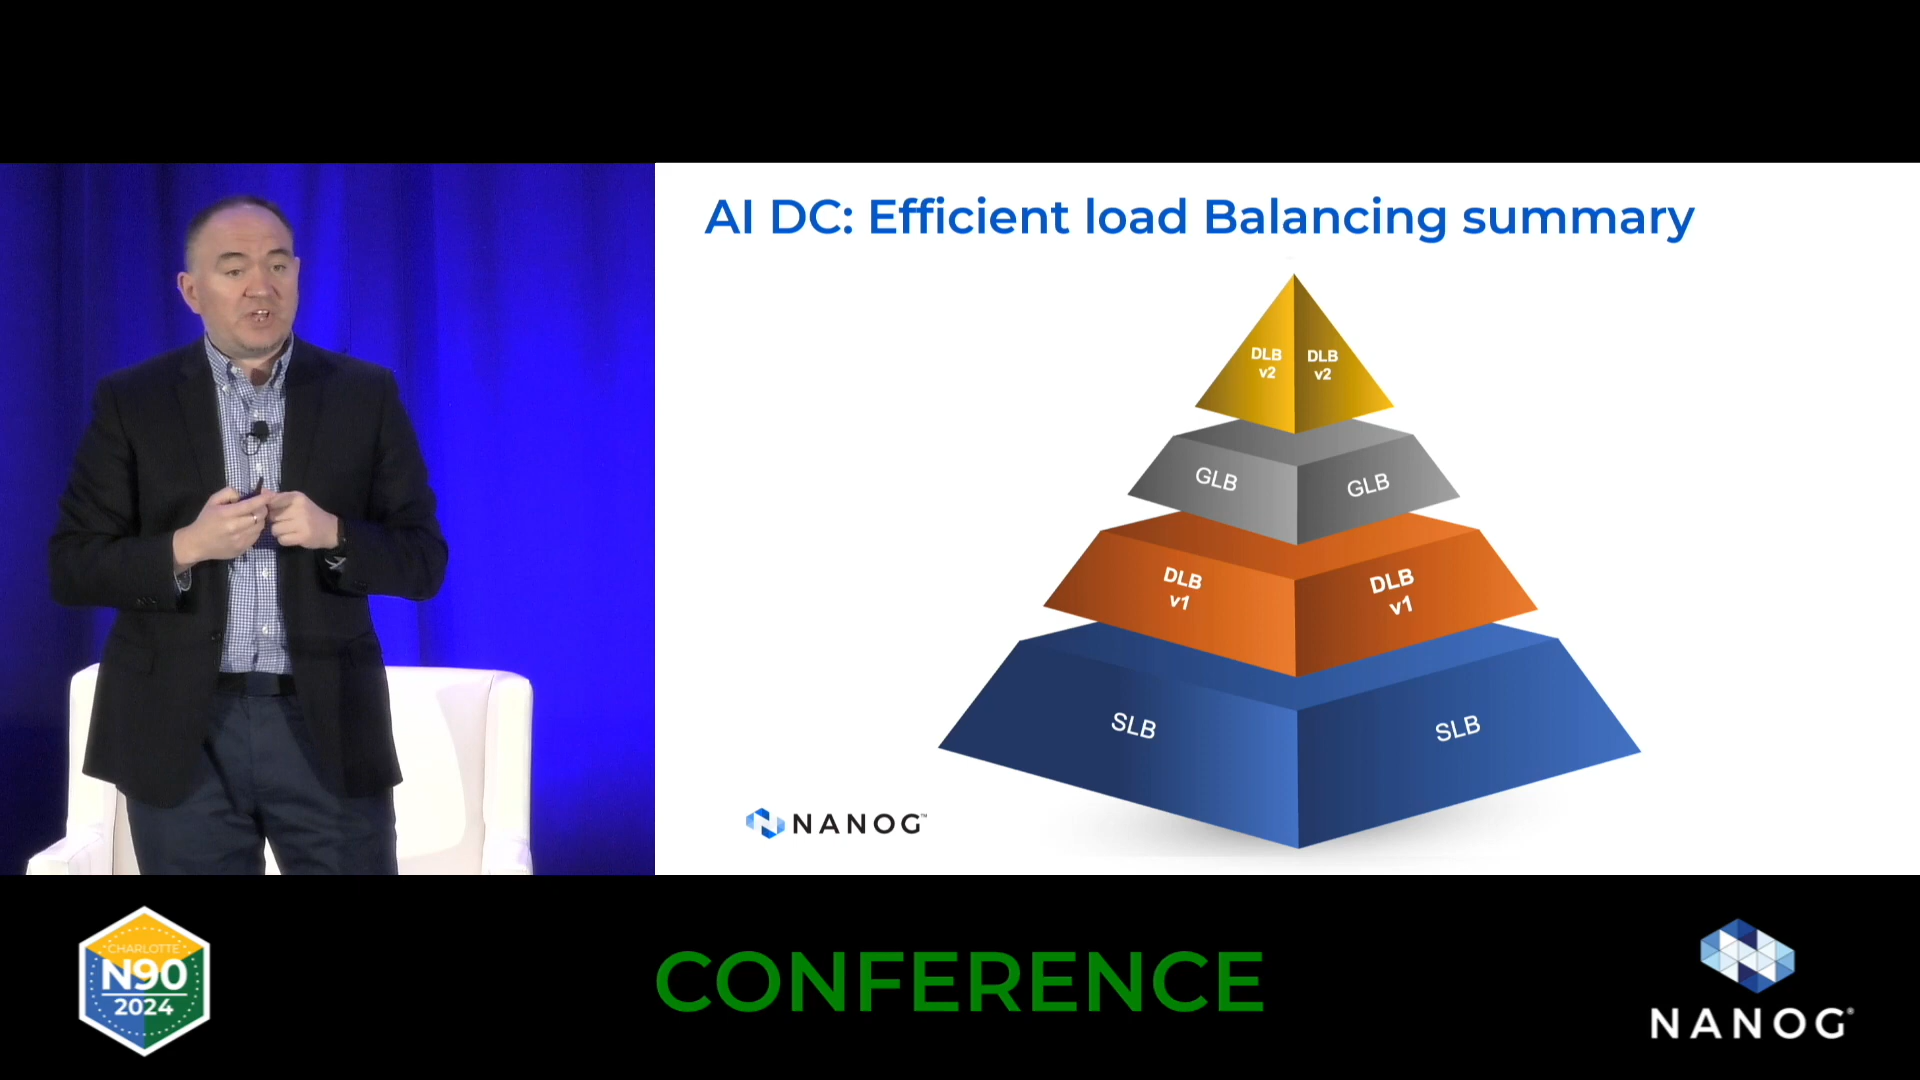 AI DC: Efficient load Balancing summary
DLB
v2
DLB
v2
GLB
GLB
DLB
v1
DLB
v1
SLB
SLB
NANOG™
CHARLOTTE
N90
2024
CONFERENCE
NANOG®